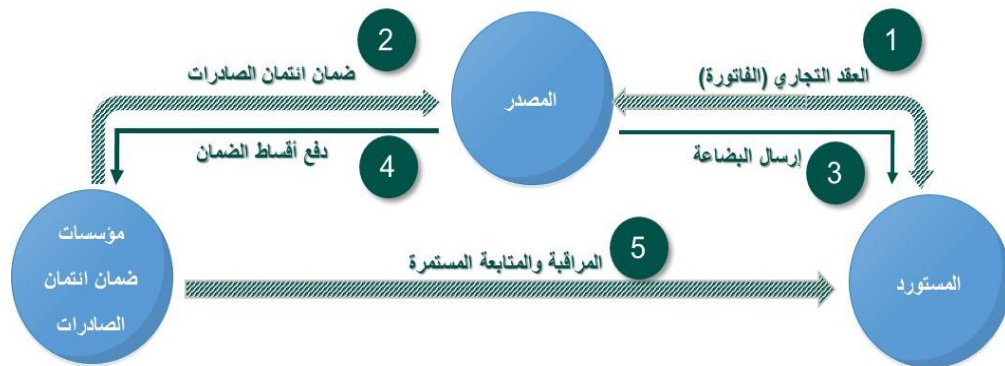 1
العقد التجاري (الفاتورة)
2
ضمان ائتمان الصادرات
المصدر
إرسال البضاعة
3
دفع أقساط الضمان
4
مؤسسات
ضمان ائتمان
الصادرات
5
المراقبة والمتابعة المستمرة
المستورد